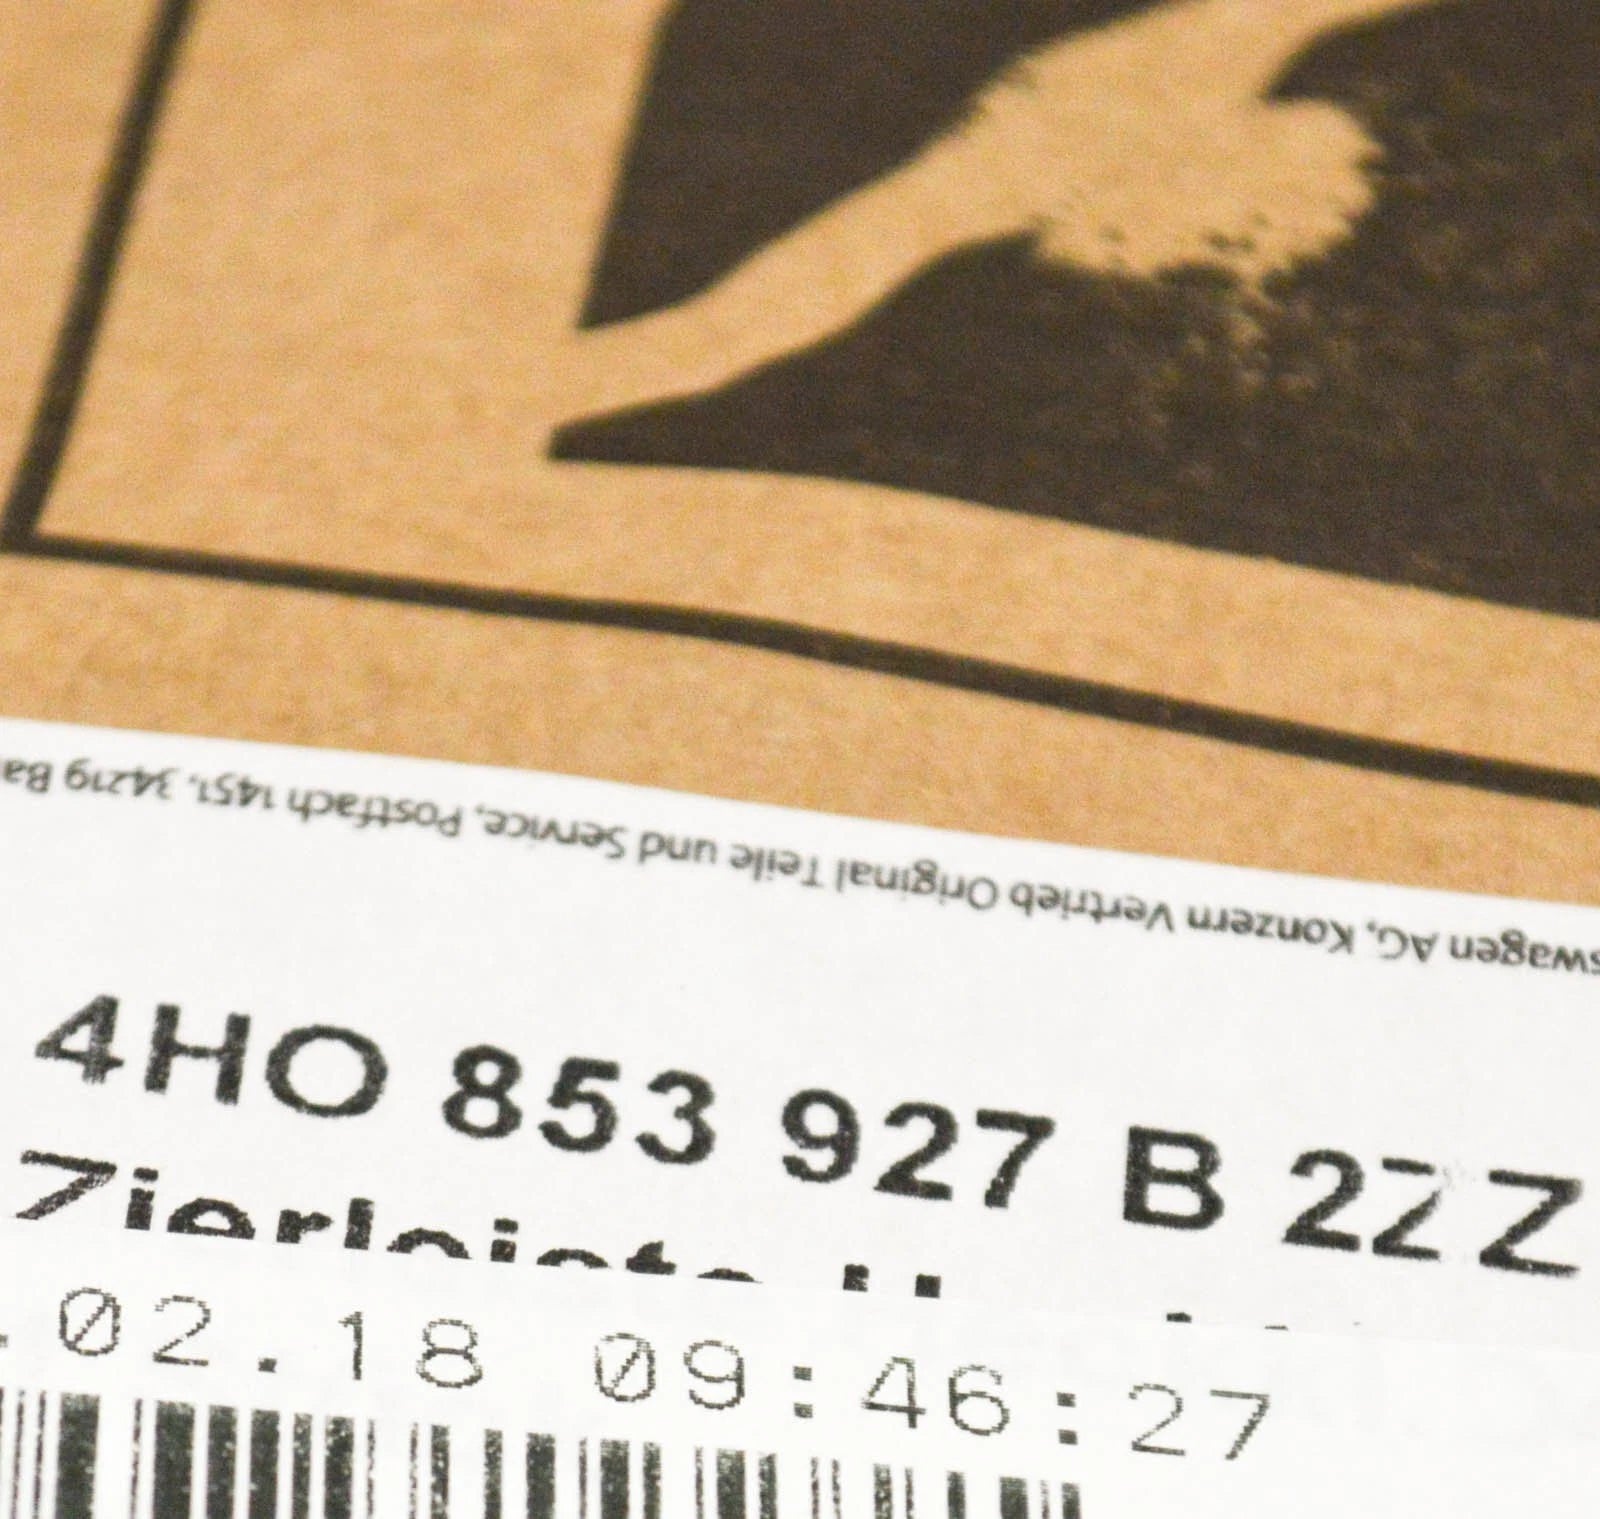 swagen AG, Konzern Vertrieb Original Teile und Service, Postfach 1451, 34219 Ba
4HO 853 927 B 2ZZ
Zierleiste
.02.18 09:46:27